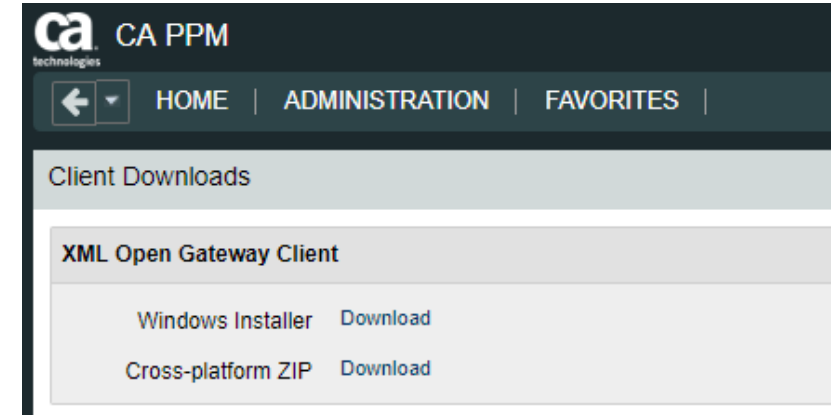 ca CA PPM
technologies
HOME | ADMINISTRATION | FAVORITES |
Client Downloads
XML Open Gateway Client
Windows Installer Download
Cross-platform ZIP Download